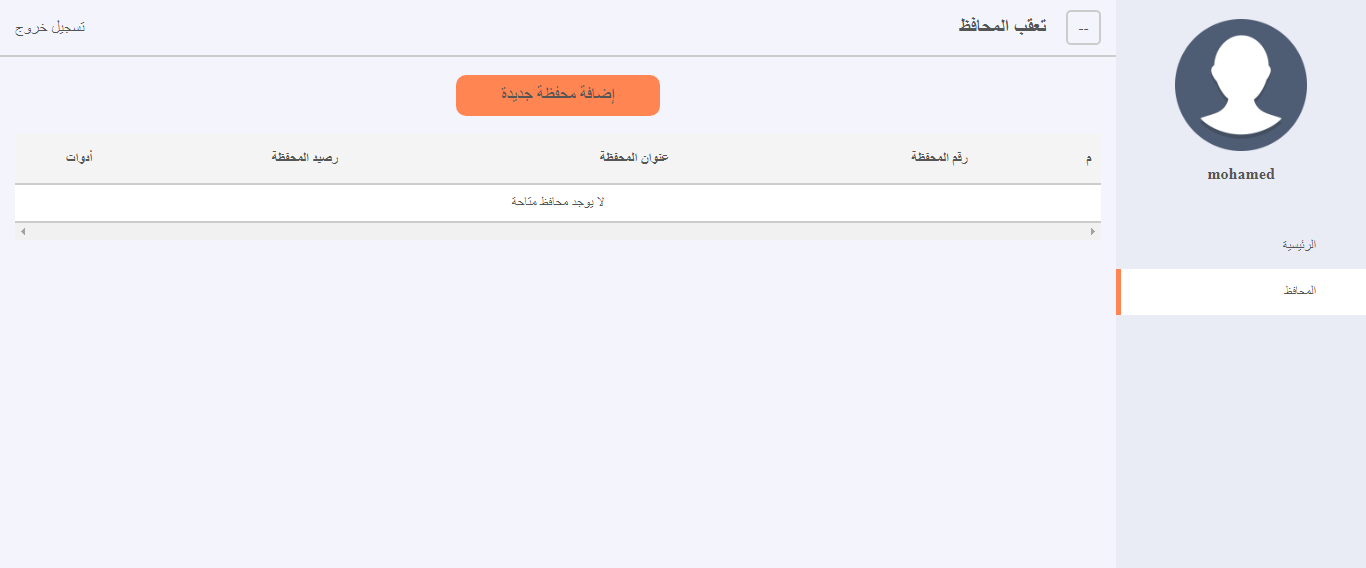 --
تعقب المحافظ
تسجيل خروج
mohamed
الرئيسية
المحافظ
إضافة محفظة جديدة
م رقم المحفظة عنوان المحفظة رصيد المحفظة أدوات
لا يوجد محافظ متاحة